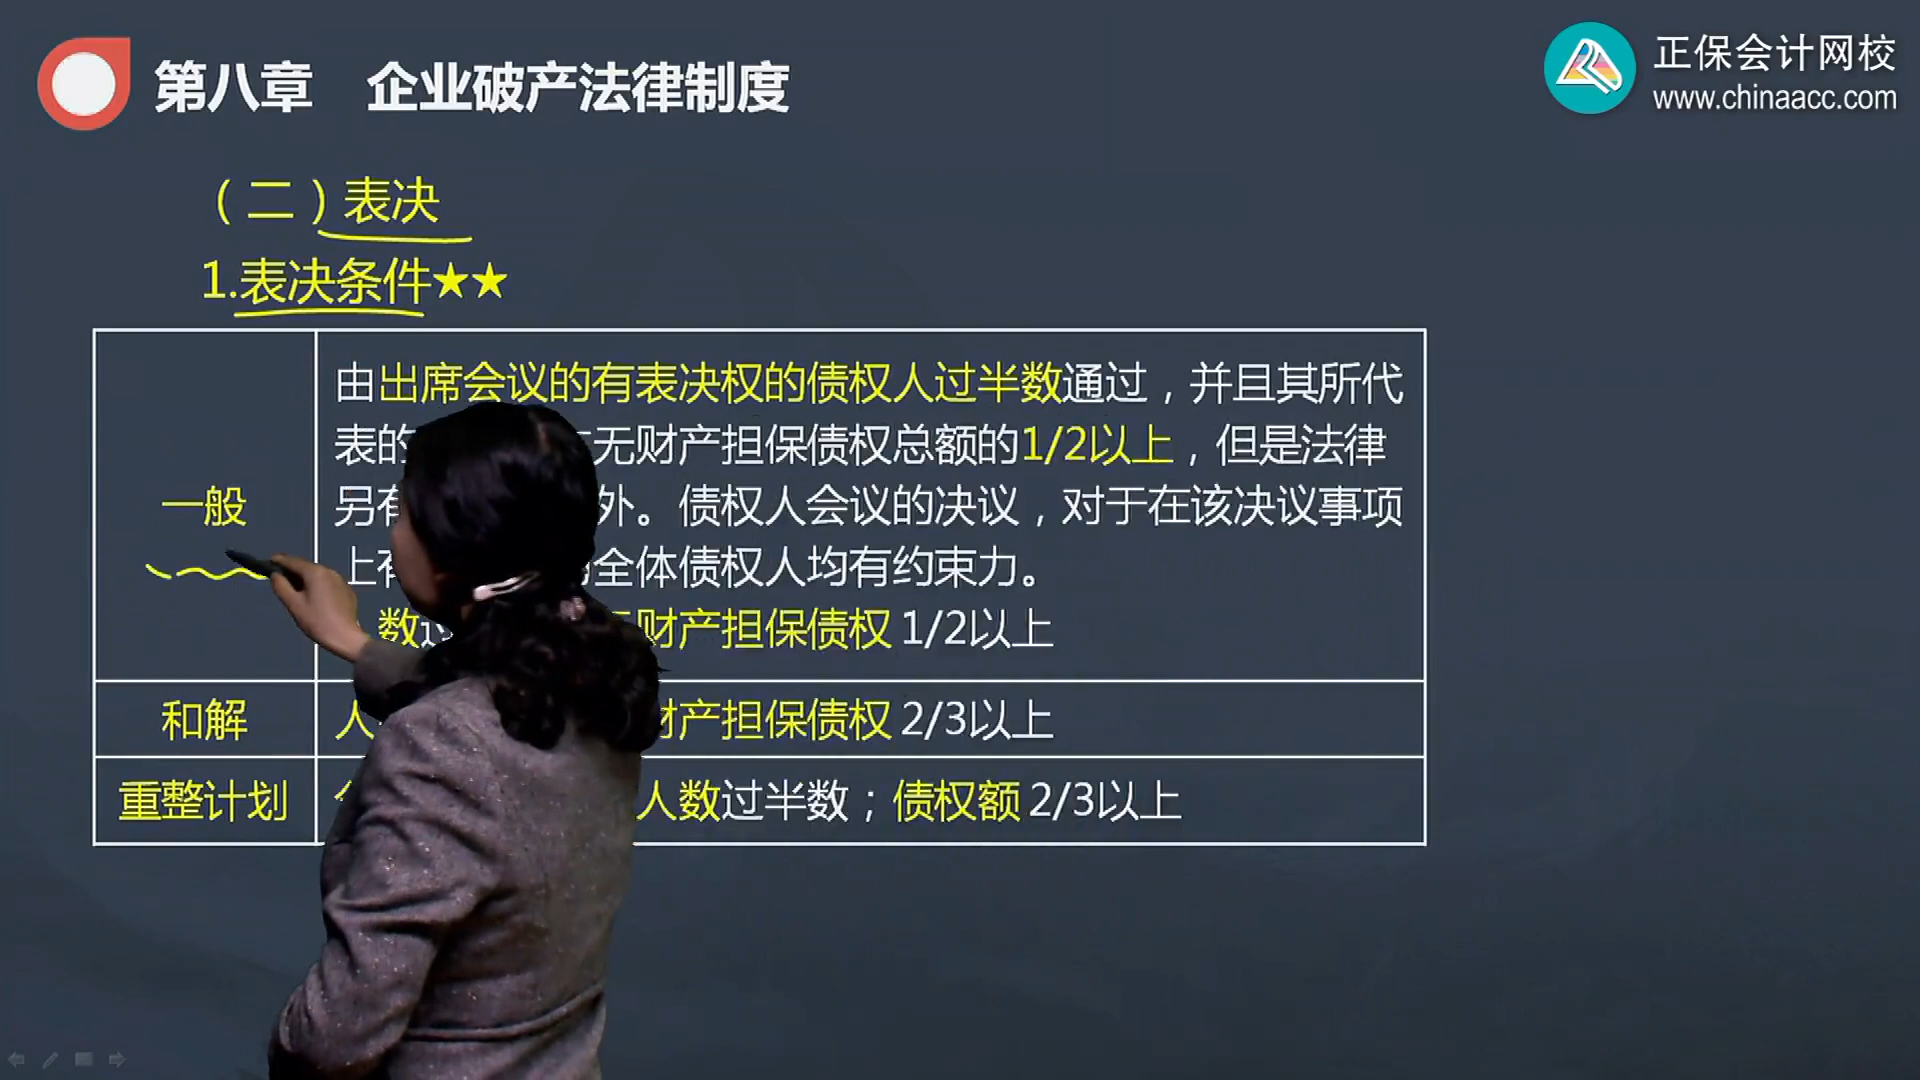 第八章 企业破产法律制度
正保会计网校
www.chinaacc.com
（二）表决
1.表决条件★★
一般
由出席会议的有表决权的债权人过半数通过，并且其所代
表的 无财产担保债权总额的1/2以上，但是法律
另有 外。债权人会议的决议，对于在该决议事项
上有 全体债权人均有约束力。
数过 财产担保债权 1/2以上
和解
人 财产担保债权 2/3以上
重整计划
人数过半数；债权额 2/3以上